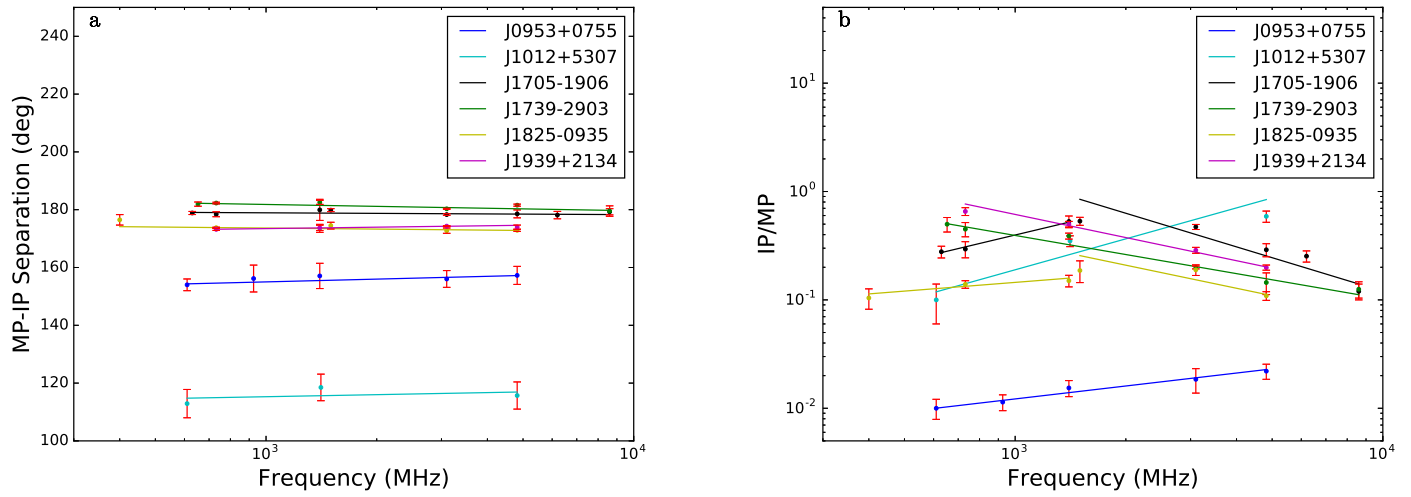 a
MP-IP Separation (deg)
240
220
200
180
160
140
120
100
10³
10⁴
Frequency (MHz)
J0953+0755
J1012+5307
J1705-1906
J1739-2903
J1825-0935
J1939+2134
b
IP/MP
10¹
10⁰
10⁻¹
10⁻²
10³
10⁴
Frequency (MHz)
J0953+0755
J1012+5307
J1705-1906
J1739-2903
J1825-0935
J1939+2134